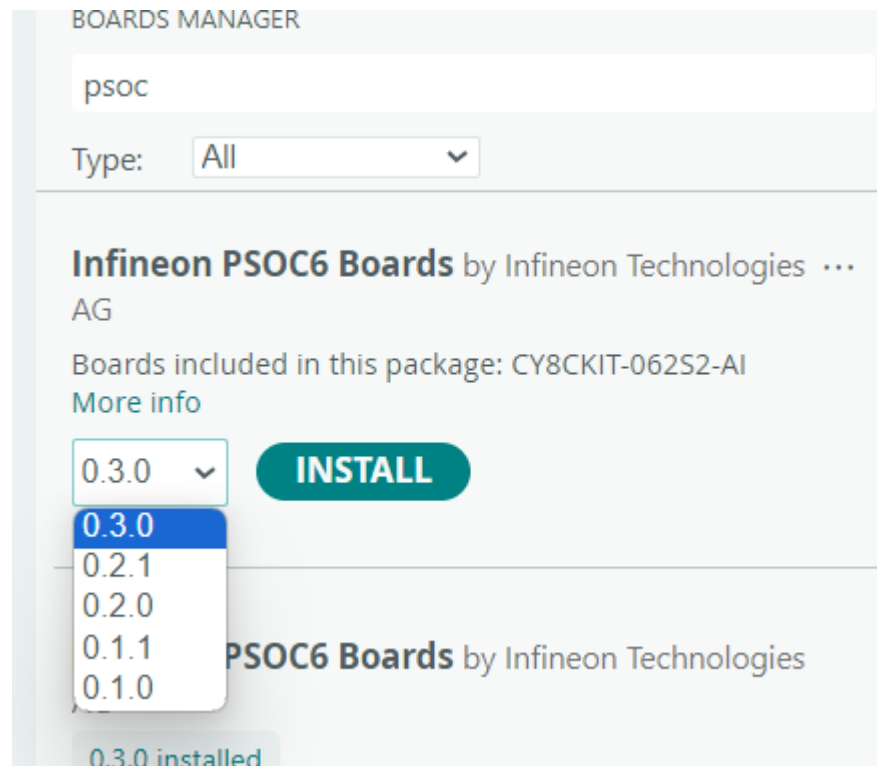 BOARDS MANAGER
psoc
Type: All
Infineon PSOC6 Boards by Infineon Technologies ...
AG
Boards included in this package: CY8CKIT-062S2-AI
More info
0.3.0 INSTALL
0.3.0
0.2.1
0.2.0
0.1.1
0.1.0
PSOC6 Boards by Infineon Technologies
0.3.0 installed